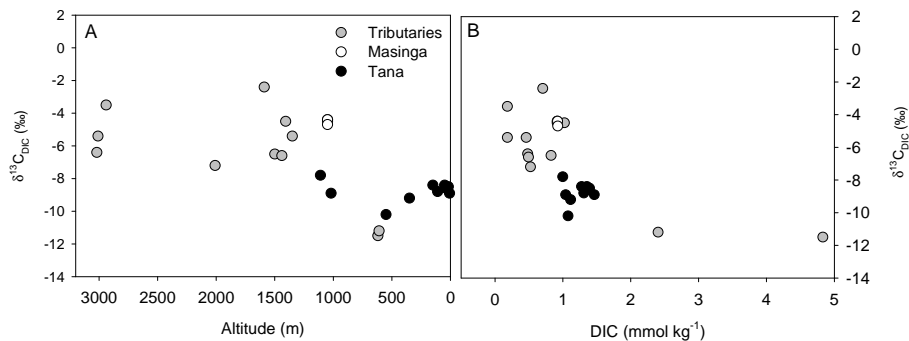 A
Tributaries
Masinga
Tana
2
0
-2
-4
-6
-8
-10
-12
-14
δ¹³C_DIC (‰)
3000 2500 2000 1500 1000 500 0
Altitude (m)
B
0 1 2 3 4 5
DIC (mmol kg⁻¹)
2
0
-2
-4
-6
-8
-10
-12
-14
δ¹³C_DIC (‰)